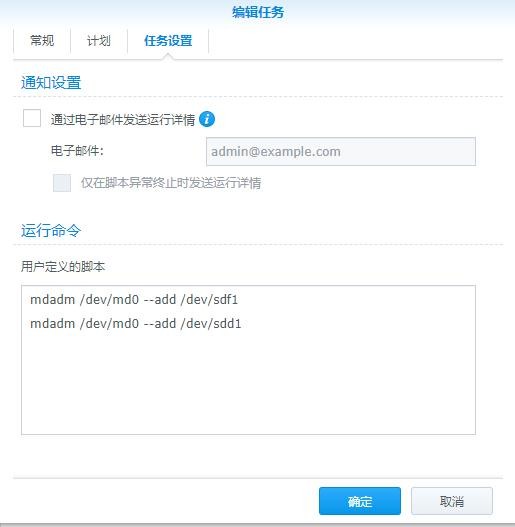 编辑任务
常规 计划 任务设置
通知设置
通过电子邮件发送运行详情 i
电子邮件: admin@example.com
仅在脚本异常终止时发送运行详情
运行命令
用户定义的脚本
mdadm /dev/md0 --add /dev/sdf1
mdadm /dev/md0 --add /dev/sdd1
确定 取消